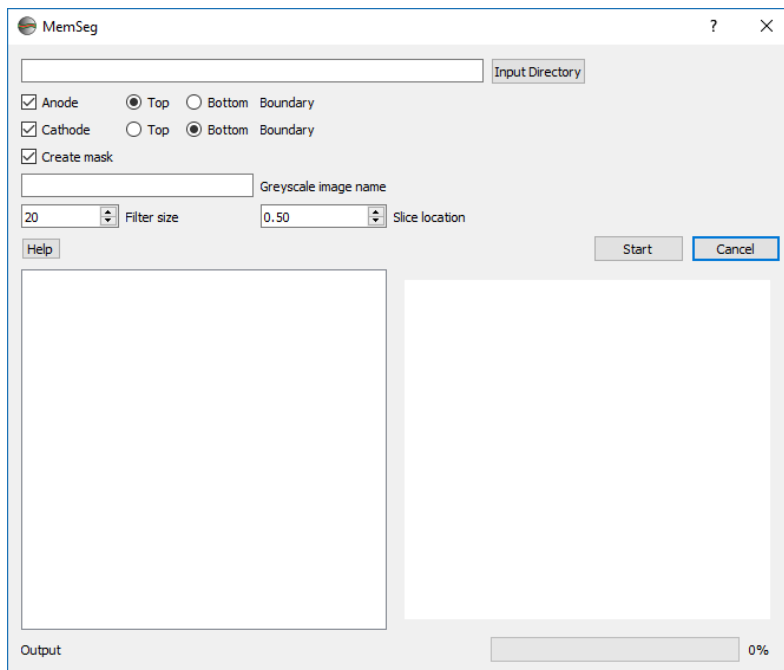 MemSeg ?
Input Directory
Anode Top Bottom Boundary
Cathode Top Bottom Boundary
Create mask
Greyscale image name
20 Filter size 0.50 Slice location
Help Start Cancel
Output 0%